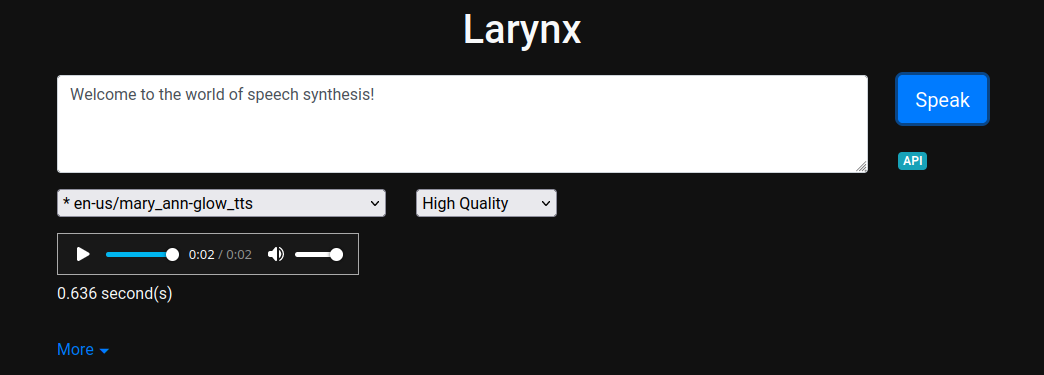 Larynx
Welcome to the world of speech synthesis!
Speak
API
* en-us/mary_ann-glow_tts
High Quality
0:02 / 0:02
0.636 second(s)
More